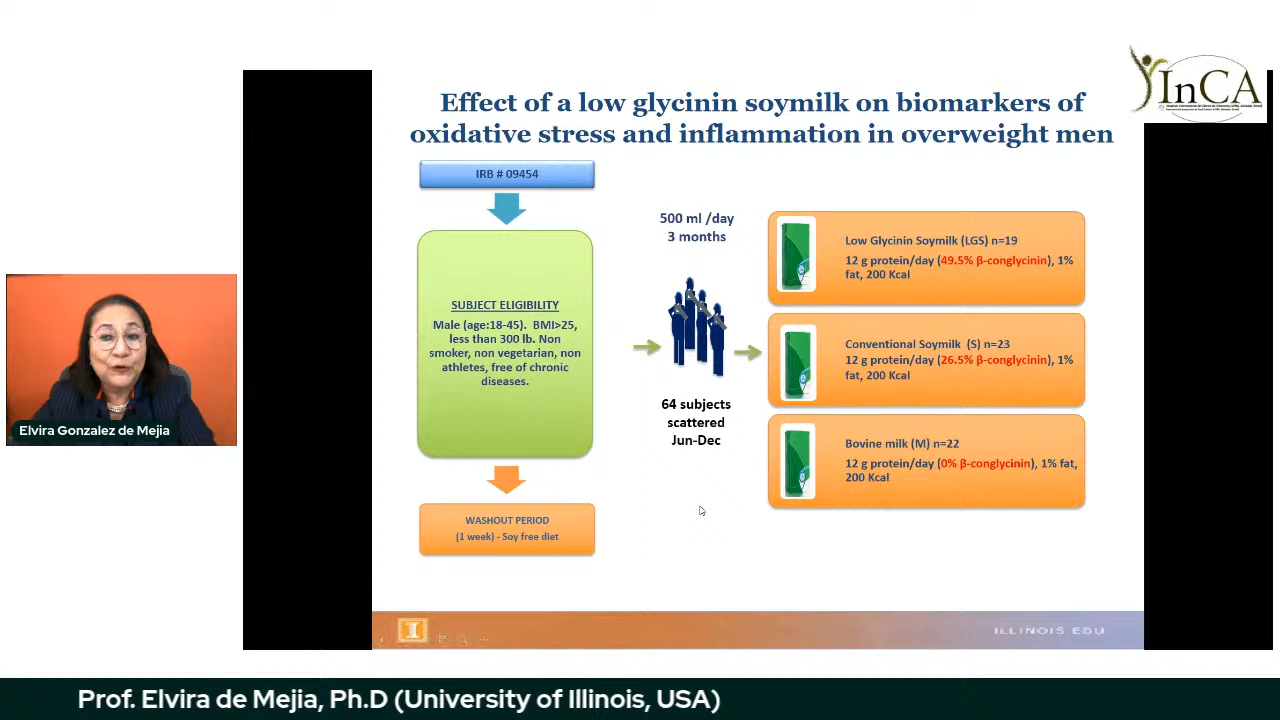 InCA
Effect of a low glycinin soymilk on biomarkers of
oxidative stress and inflammation in overweight men
IRB # 09454
SUBJECT ELIGIBILITY
Male (age:18-45). BMI>25,
less than 300 lb. Non
smoker, non vegetarian, non
athletes, free of chronic
diseases.
WASHOUT PERIOD
(1 week) - Soy free diet
500 ml /day
3 months
64 subjects
scattered
Jun-Dec
Low Glycinin Soymilk (LGS) n=19
12 g protein/day (49.5% β-conglycinin), 1%
fat, 200 Kcal
Conventional Soymilk (S) n=23
12 g protein/day (26.5% β-conglycinin), 1%
fat, 200 Kcal
Bovine milk (M) n=22
12 g protein/day (0% β-conglycinin), 1% fat,
200 Kcal
Elvira Gonzalez de Mejia
I
ILLINOIS EDU
Prof. Elvira de Mejia, Ph.D (University of Illinois, USA)